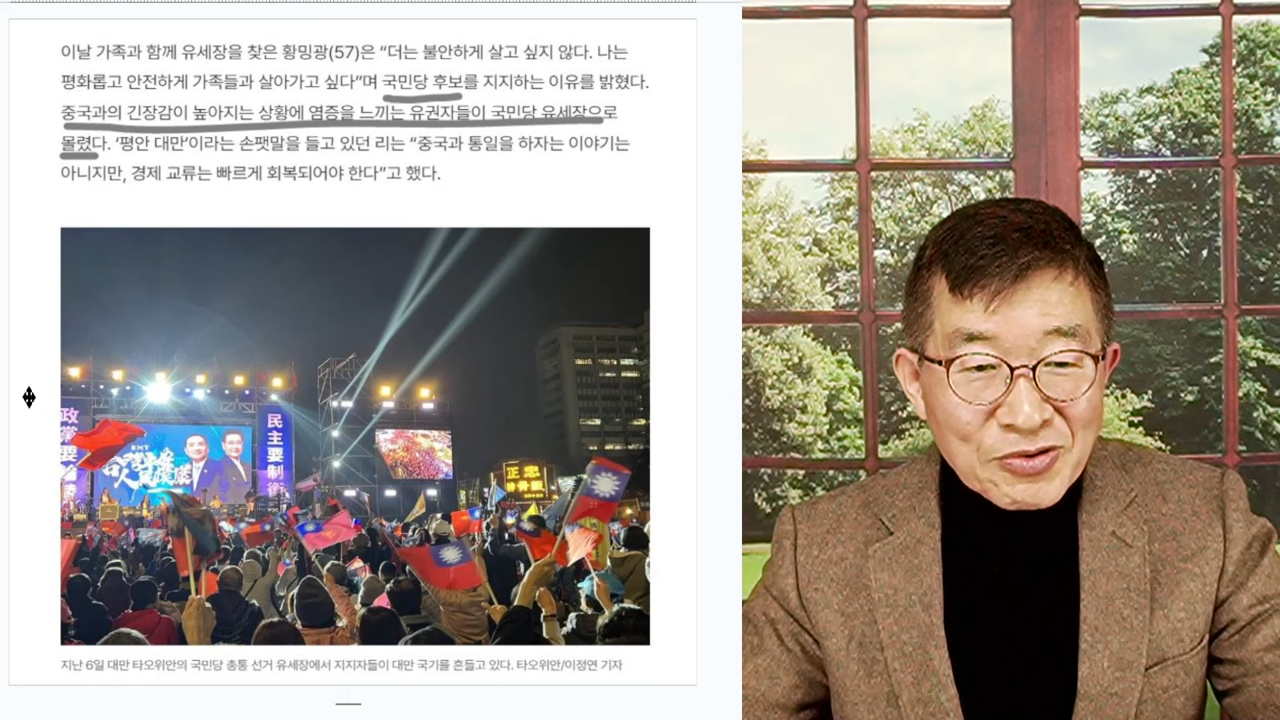 이날 가족과 함께 유세장을 찾은 황밍광(57)은 “더는 불안하게 살고 싶지 않다. 나는
평화롭고 안전하게 가족들과 살아가고 싶다”며 국민당 후보를 지지하는 이유를 밝혔다.
중국과의 긴장감이 높아지는 상황에 염증을 느끼는 유권자들이 국민당 유세장으로
몰렸다. ‘평안 대만’이라는 손팻말을 들고 있던 리는 “중국과 통일을 하자는 이야기는
아니지만, 경제 교류는 빠르게 회복되어야 한다”고 했다.
政黨要
民主要制衡
正忠
排骨飯
지난 6일 대만 타오위안의 국민당 총통 선거 유세장에서 지지자들이 대만 국기를 흔들고 있다. 타오위안/이정연 기자